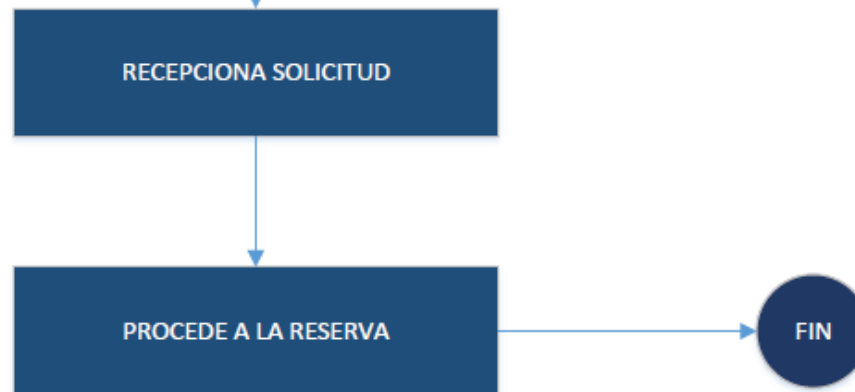 RECEPCIONA SOLICITUD
PROCEDE A LA RESERVA
FIN